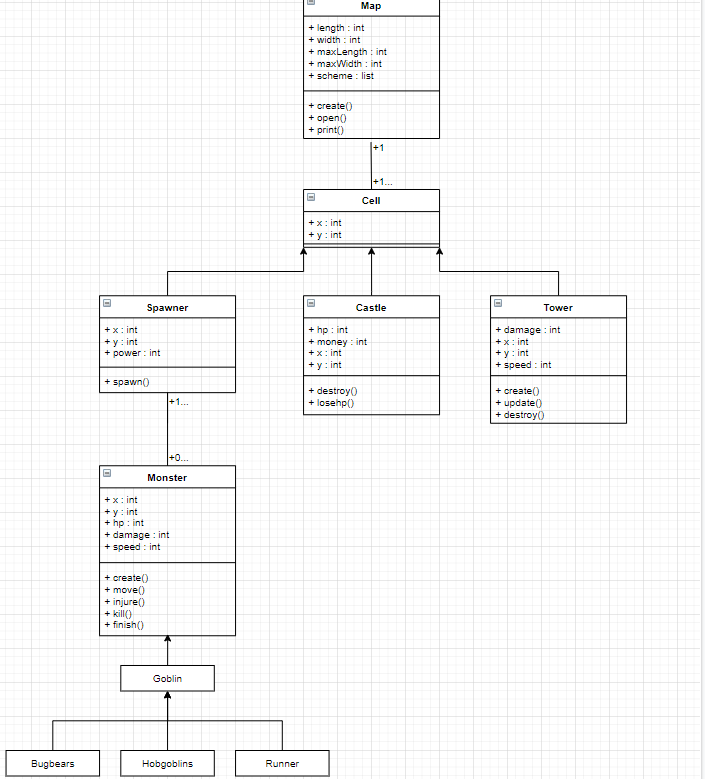 Map
+ length : int
+ width : int
+ maxLength : int
+ maxWidth : int
+ scheme : list
+ create()
+ open()
+ print()
+1
+1...
Cell
+ x : int
+ y : int
Spawner
+ x : int
+ y : int
+ power : int
+ spawn()
Castle
+ hp : int
+ money : int
+ x : int
+ y : int
+ destroy()
+ losehp()
Tower
+ damage : int
+ x : int
+ y : int
+ speed : int
+ create()
+ update()
+ destroy()
+1...
+0...
Monster
+ x : int
+ y : int
+ hp : int
+ damage : int
+ speed : int
+ create()
+ move()
+ injure()
+ kill()
+ finish()
Goblin
Bugbears
Hobgoblins
Runner